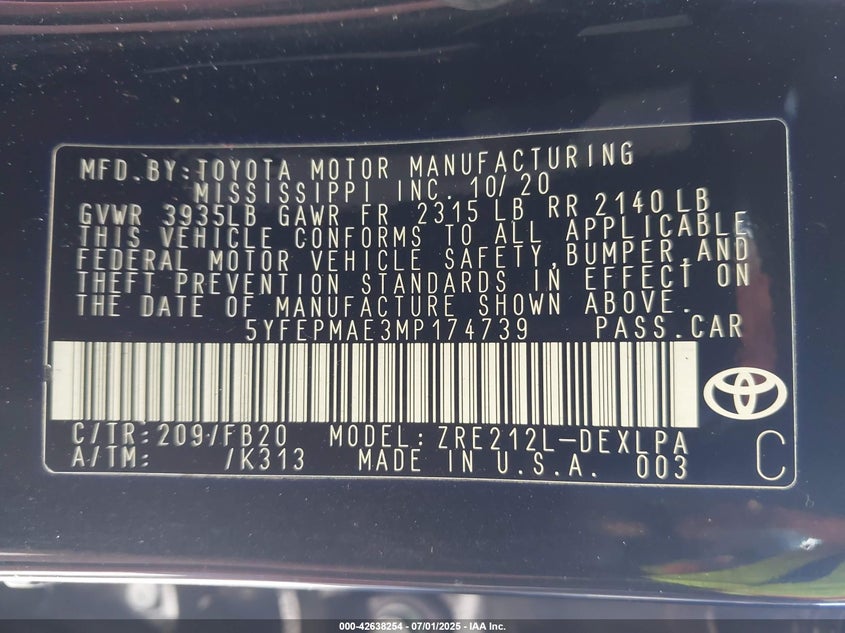 MFD.BY:TOYOTA MOTOR MANUFACTURING
MISSISSIPPI INC. 10/20
GVWR 3935LB GAWR FR 2315 LB RR 2140LB
THIS VEHICLE CONFORMS TO ALL APPLICABLE
FEDERAL MOTOR VEHICLE SAFETY,BUMPER,AND
THEFT PREVENTION STANDARDS IN EFFECT ON
THE DATE OF MANUFACTURE SHOWN ABOVE.
5YFEPMAE3MP174739 PASS.CAR
C/TR:209/FB20 MODEL:ZRE212L-DEXLPA
A/TM: /K313 MADE IN U.S.A. 003
C
000-42638254 / 07/01/2025 - IAA Inc.